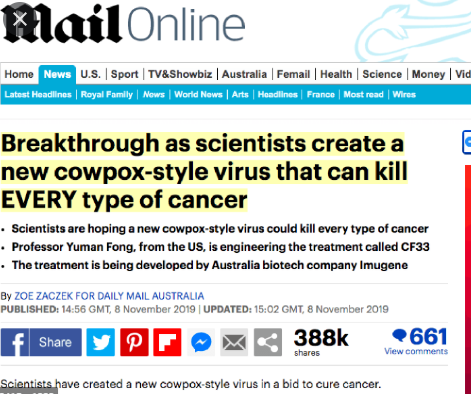 Mail Online
Home News U.S. Sport TV&Showbiz Australia Femail Health Science Money Vid
Latest Headlines Royal Family News World News Arts Headlines France Most read Wires
Breakthrough as scientists create a
new cowpox-style virus that can kill
EVERY type of cancer
• Scientists are hoping a new cowpox-style virus could kill every type of cancer
• Professor Yuman Fong, from the US, is engineering the treatment called CF33
• The treatment is being developed by Australia biotech company Imugene
By ZOE ZACZEK FOR DAILY MAIL AUSTRALIA
PUBLISHED: 14:56 GMT, 8 November 2019 | UPDATED: 15:02 GMT, 8 November 2019
Share 388k shares 661 View comments
Scientists have created a new cowpox-style virus in a bid to cure cancer.